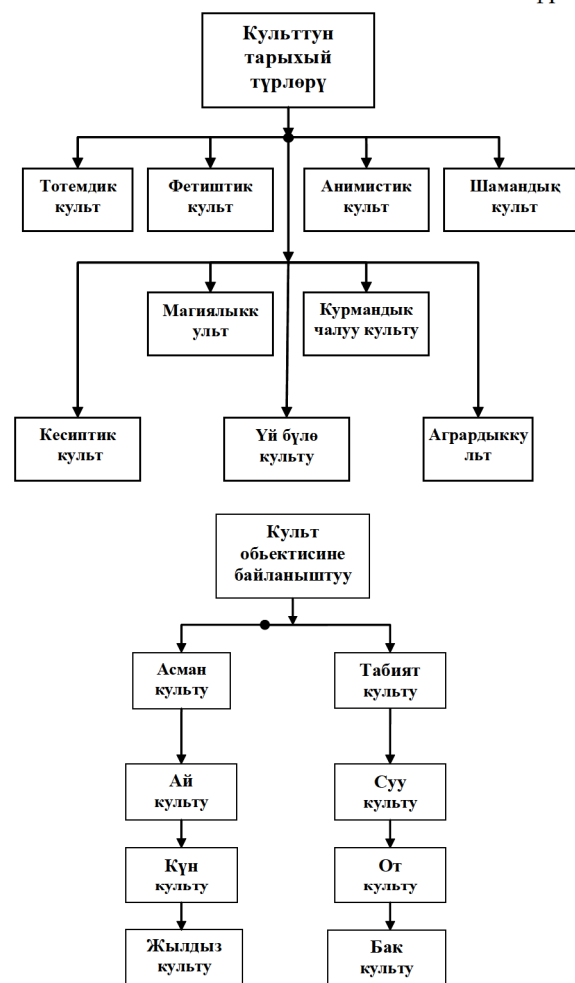 Культтун
тарыхый
түрлөрү
Тотемдик
культ
Фетиштик
культ
Анимистик
культ
Шамандық
культ
Магиялыкк
ульт
Курмандык
чалуу культу
Кесиптик
культ
Үй бүлө
культу
Агрардыкку
льт
Культ
обьектисине
байланыштуу
Асман
культу
Табият
культу
Ай
культу
Суу
культу
Күн
культу
От
культу
Жылдыз
культу
Бак
культу